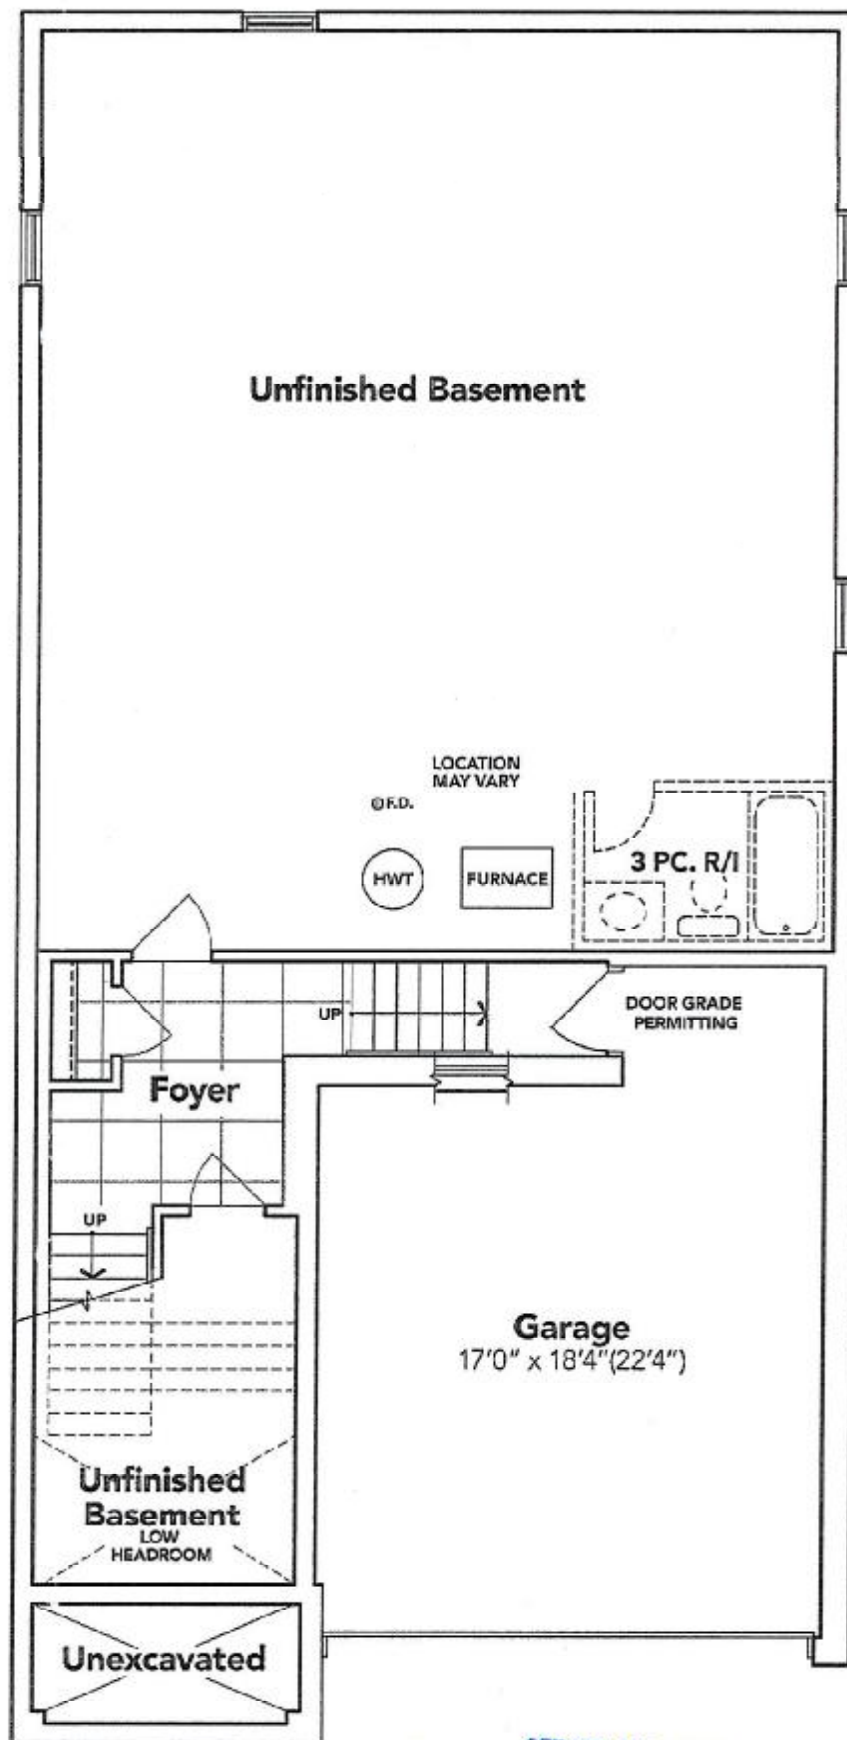 Unfinished Basement
LOCATION
MAY VARY
F.D.
HWT
FURNACE
3 PC. R/I
UP
DOOR GRADE
PERMITTING
Foyer
UP
Garage
17'0" x 18'4"(22'4")
Unfinished
Basement
LOW
HEADROOM
Unexcavated